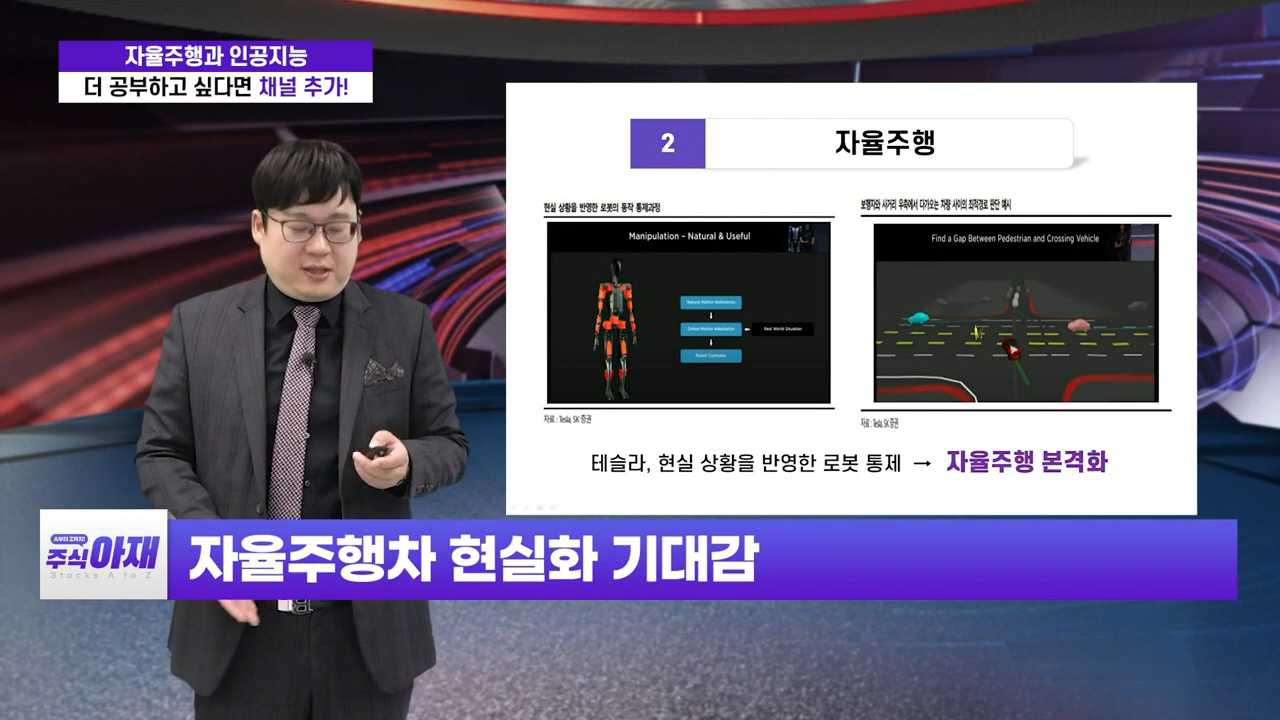 자율주행과 인공지능
더 공부하고 싶다면 채널 추가!
2
자율주행
현실 상황을 반영한 로봇의 동작 통제과정
Manipulation - Natural & Useful
Natural Motion References
Online Motion Adaptation
Real World Situation
Robot Controller
자료 : Tesla, SK 증권
보행자와 사거리 우측에서 다가오는 차량 사이의 최적경로 판단 예시
Find a Gap Between Pedestrian and Crossing Vehicle
자료 : Tesla, SK 증권
테슬라, 현실 상황을 반영한 로봇 통제 → 자율주행 본격화
A부터 Z까지!
주식아재
Stocks A to Z
자율주행차 현실화 기대감